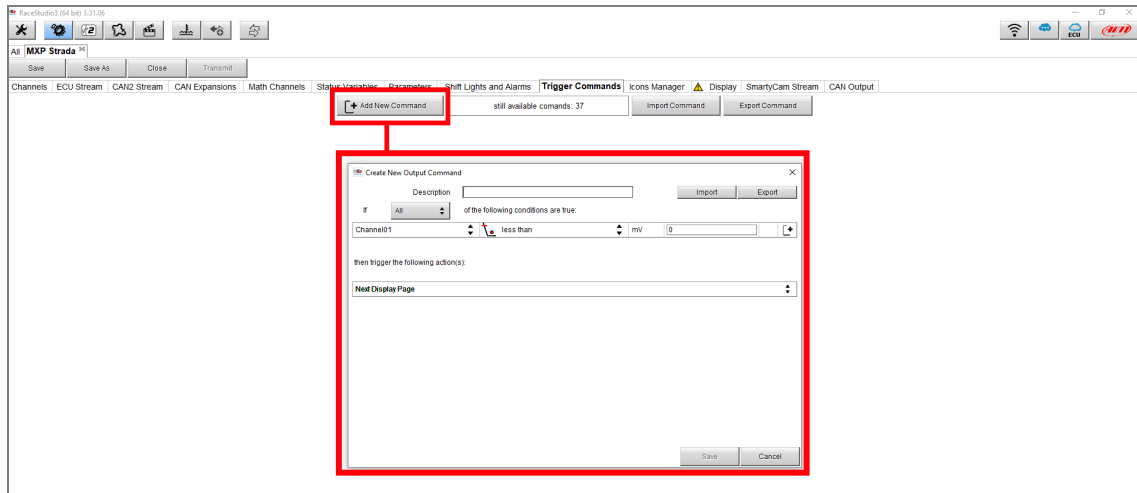 RaceStudio3 (64 bit) 3.31.06
ECU
All MXP Strada
Save Save As Close Transmit
Channels ECU Stream CAN2 Stream CAN Expansions Math Channels Status Variables Parameters Shift Lights and Alarms Trigger Commands Icons Manager Display SmartyCam Stream CAN Output
Add New Command still available comands: 37 Import Command Export Command
Create New Output Command
Description Import Export
If All of the following conditions are true:
Channel01 less than mV 0
then trigger the following action(s):
Next Display Page
Save Cancel